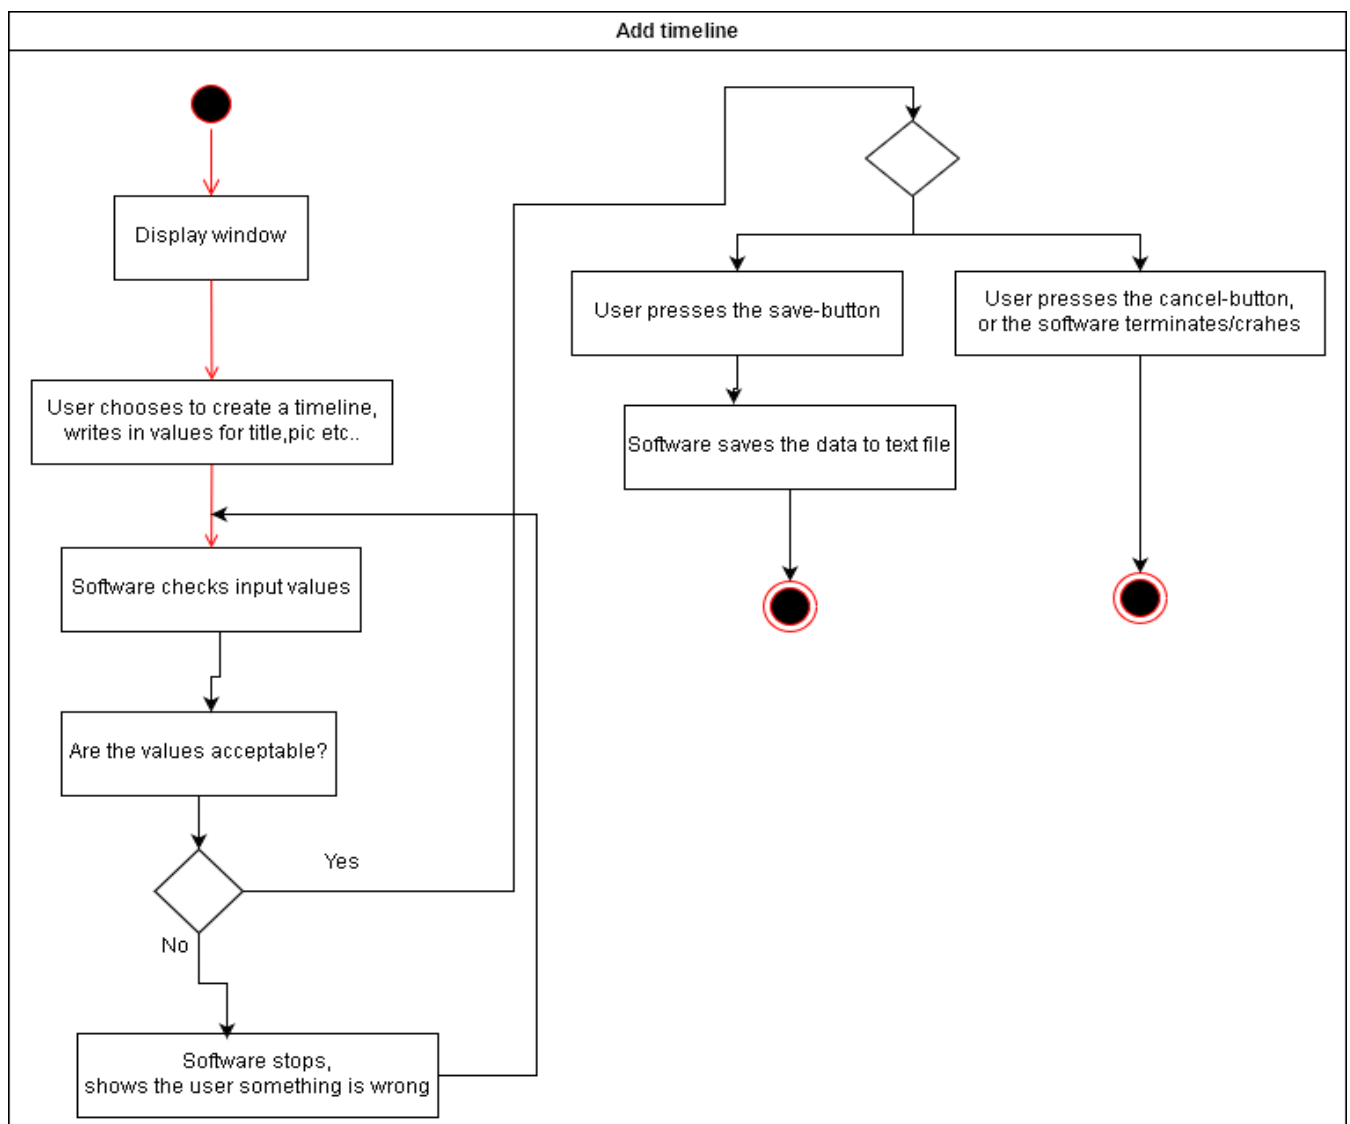 Add timeline
Display window
User chooses to create a timeline,
writes in values for title,pic etc..
Software checks input values
Are the values acceptable?
Yes
No
Software stops,
shows the user something is wrong
User presses the save-button
Software saves the data to text file
User presses the cancel-button,
or the software terminates/crahes